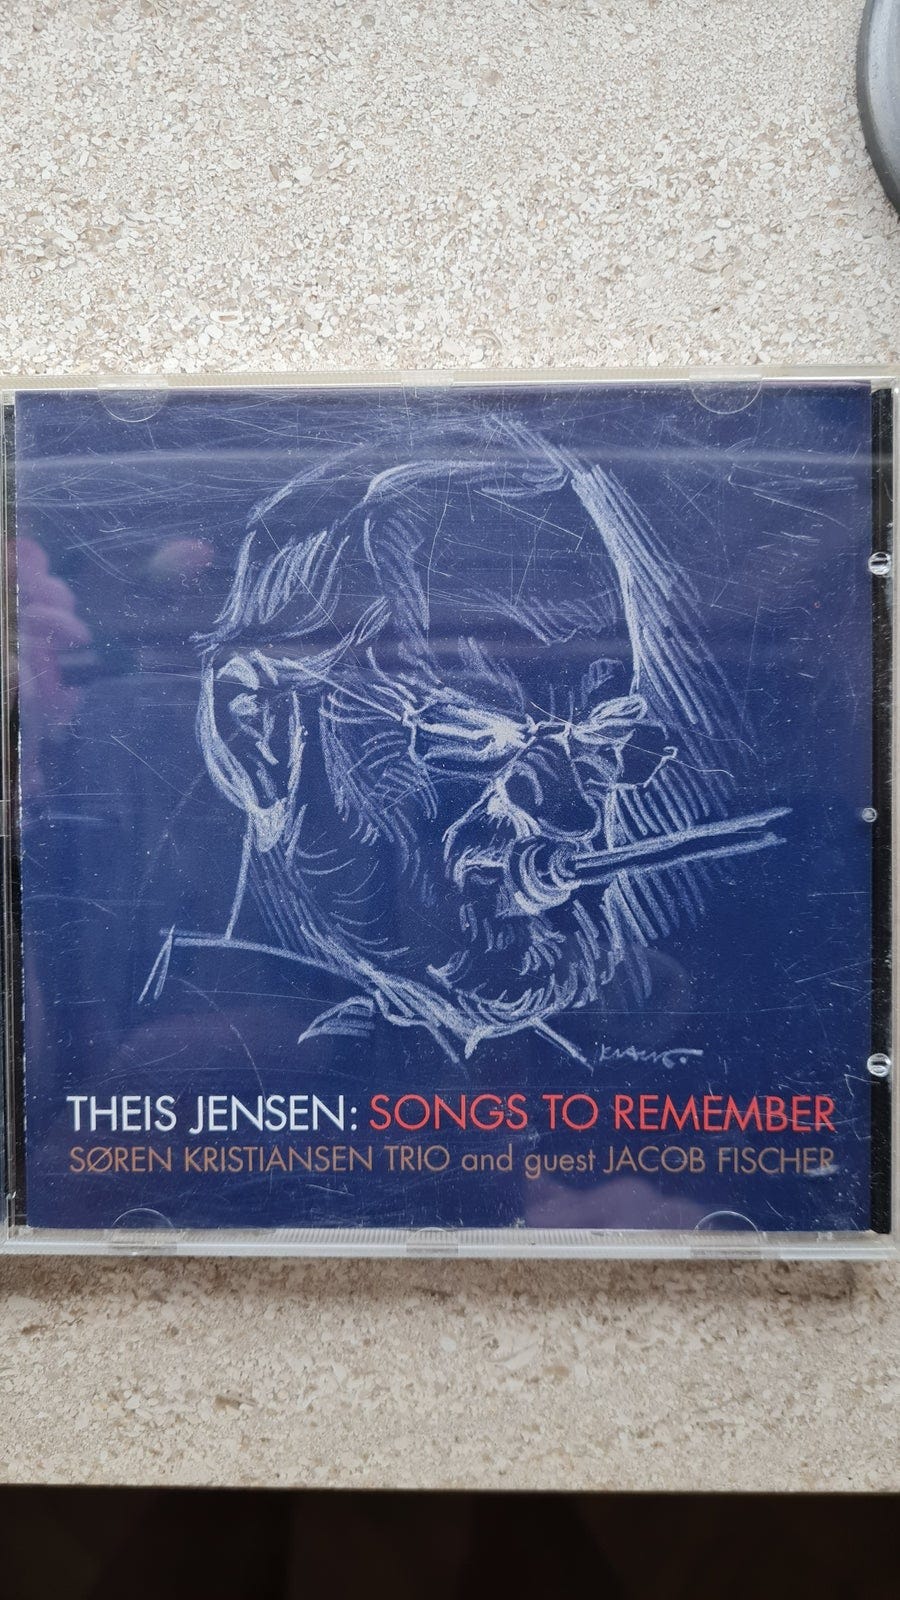 THEIS JENSEN: SONGS TO REMEMBER
SØREN KRISTIANSEN TRIO and guest JACOB FISCHER